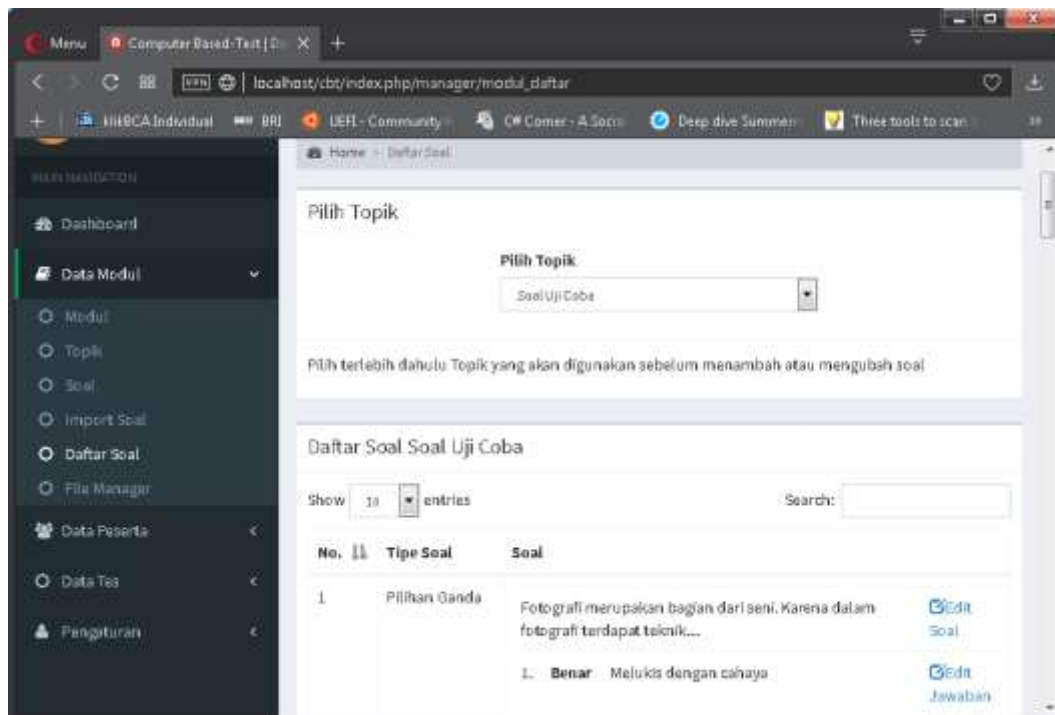 Menu
Computer Based-Test | D
localhost/cbt/index.php/manager/modul_daftar
klikBCA Individual
BRI
UEFI - Community
C# Corner - A Soci
Deep dive Summer
Three tools to scan
Home > Daftar Soal
MAIN NAVIGATION
Dashboard
Data Modul
Modul
Topik
Soal
Import Soal
Daftar Soal
File Manager
Data Peserta
Data Tes
Pengaturan
Pilih Topik
Pilih Topik
Soal Uji Coba
Pilih terlebih dahulu Topik yang akan digunakan sebelum menambah atau mengubah soal
Daftar Soal Soal Uji Coba
Show 10 entries
Search:
No. Tipe Soal Soal
1 Pilihan Ganda
Fotografi merupakan bagian dari seni. Karena dalam
fotografi terdapat teknik....
Edit
Soal
1. Benar Melukis dengan cahaya
Edit
Jawaban